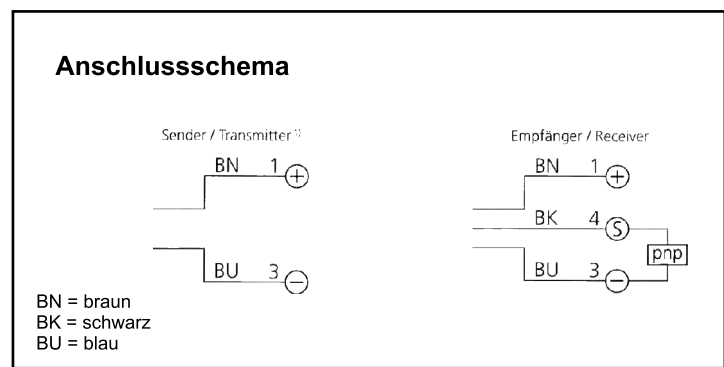 Anschlussschema
Sender / Transmitter 1)
BN 1 +
BU 3 −
Empfänger / Receiver
BN 1 +
BK 4 S
pnp
BU 3 −
BN = braun
BK = schwarz
BU = blau